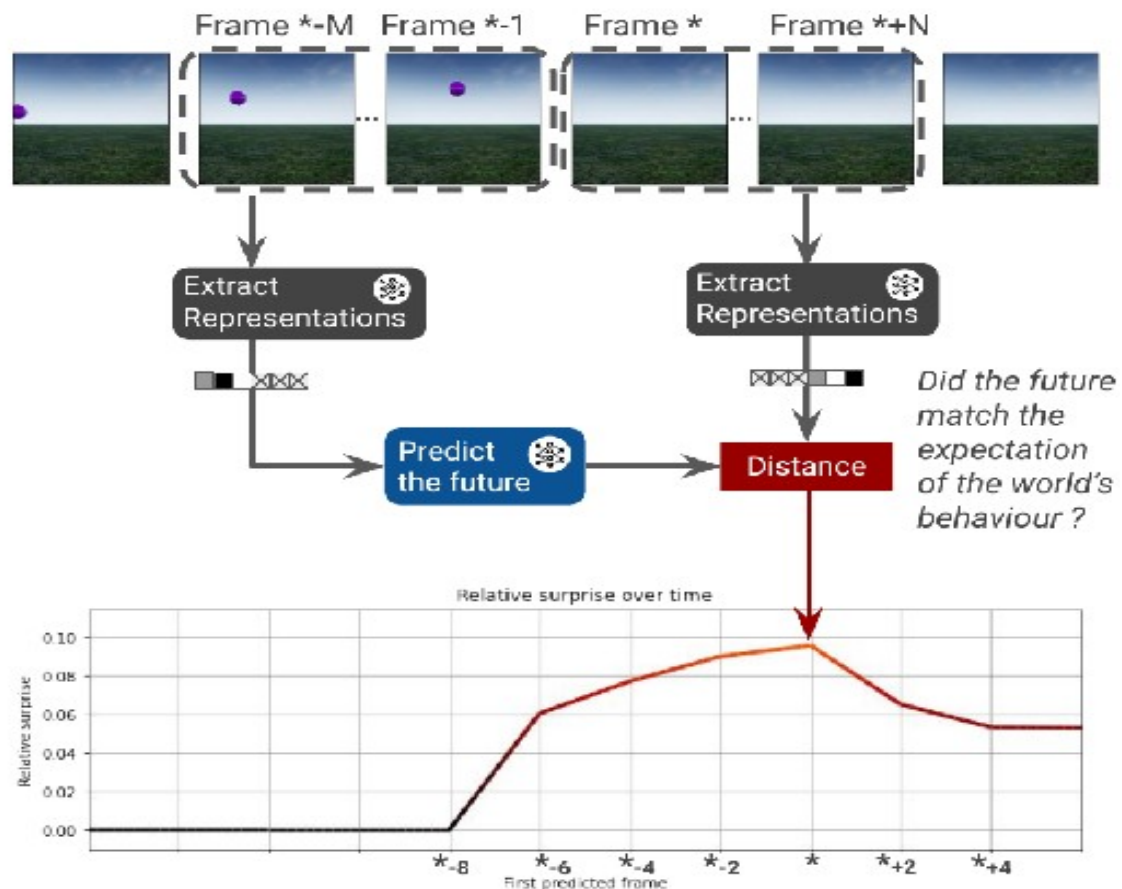 Frame *-M Frame *-1 Frame * Frame *+N
... ...
Extract
Representations
Extract
Representations
Did the future
match the
expectation
of the world's
behaviour ?
Predict
the future
Distance
Relative surprise over time
Relative surprise
0.10
0.08
0.06
0.04
0.02
0.00
*-8 *-6 *-4 *-2 * *+2 *+4
First predicted frame